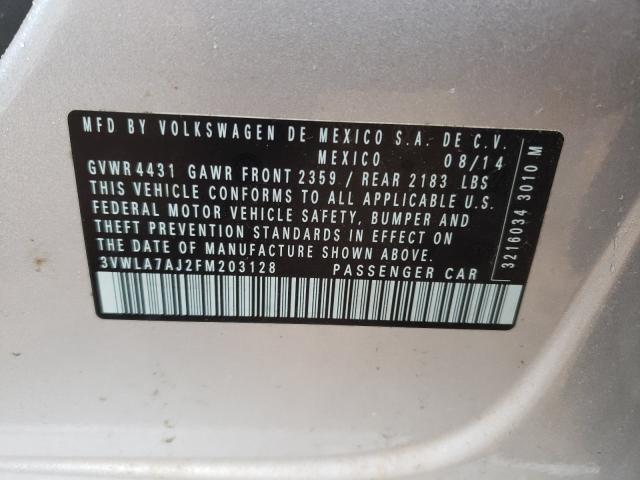 MFD BY VOLKSWAGEN DE MEXICO S.A. DE C.V.
MEXICO 08/14
GVWR 4431 GAWR FRONT 2359 / REAR 2183 LBS
THIS VEHICLE CONFORMS TO ALL APPLICABLE U.S.
FEDERAL MOTOR VEHICLE SAFETY, BUMPER AND
THEFT PREVENTION STANDARDS IN EFFECT ON
THE DATE OF MANUFACTURE SHOWN ABOVE.
3VWLA7AJ2FM203128 PASSENGER CAR
3216034 3010 M